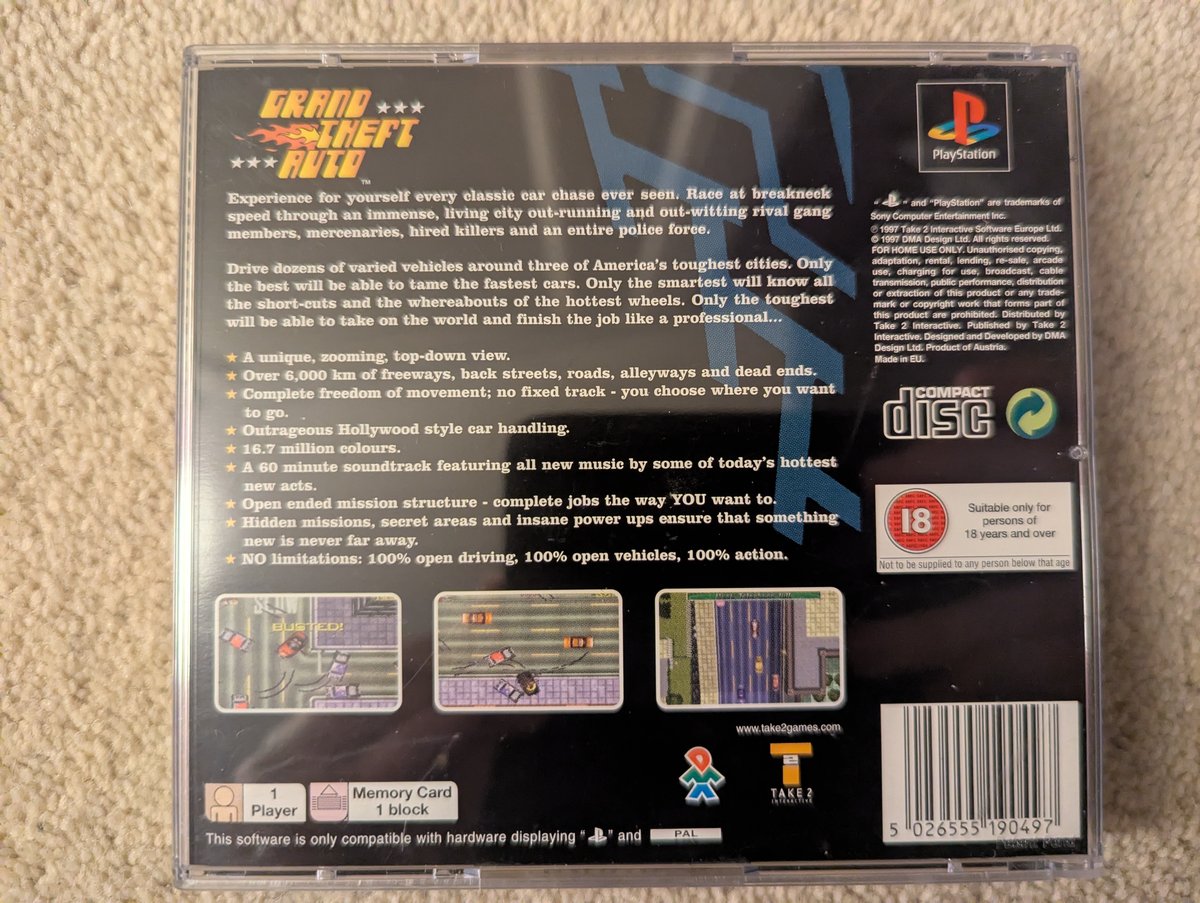 GRAND
THEFT
AUTO
TM
Experience for yourself every classic car chase ever seen. Race at breakneck
speed through an immense, living city out-running and out-witting rival gang
members, mercenaries, hired killers and an entire police force.
Drive dozens of varied vehicles around three of America's toughest cities. Only
the best will be able to tame the fastest cars. Only the smartest will know all
the short-cuts and the whereabouts of the hottest wheels. Only the toughest
will be able to take on the world and finish the job like a professional...
A unique, zooming, top-down view.
Over 6,000 km of freeways, back streets, roads, alleyways and dead ends.
Complete freedom of movement; no fixed track - you choose where you want
to go.
Outrageous Hollywood style car handling.
16.7 million colours.
A 60 minute soundtrack featuring all new music by some of today's hottest
new acts.
Open ended mission structure - complete jobs the way YOU want to.
Hidden missions, secret areas and insane power ups ensure that something
new is never far away.
NO limitations: 100% open driving, 100% open vehicles, 100% action.
BUSTED!
www.take2games.com
TAKE 2
INTERACTIVE
1
Player
Memory Card
1 block
This software is only compatible with hardware displaying " " and PAL
PlayStation
" " and "PlayStation" are trademarks of
Sony Computer Entertainment Inc.
℗ 1997 Take 2 Interactive Software Europe Ltd.
© 1997 DMA Design Ltd. All rights reserved.
FOR HOME USE ONLY. Unauthorised copying,
adaptation, rental, lending, re-sale, arcade
use, charging for use, broadcast, cable
transmission, public performance, distribution
or extraction of this product or any trade-
mark or copyright work that forms part of
this product are prohibited. Distributed by
Take 2 Interactive. Published by Take 2
Interactive. Designed and Developed by DMA
Design Ltd. Product of Austria.
Made in EU.
COMPACT
disc
18
Suitable only for
persons of
18 years and over
Not to be supplied to any person below that age
5 026555 190497